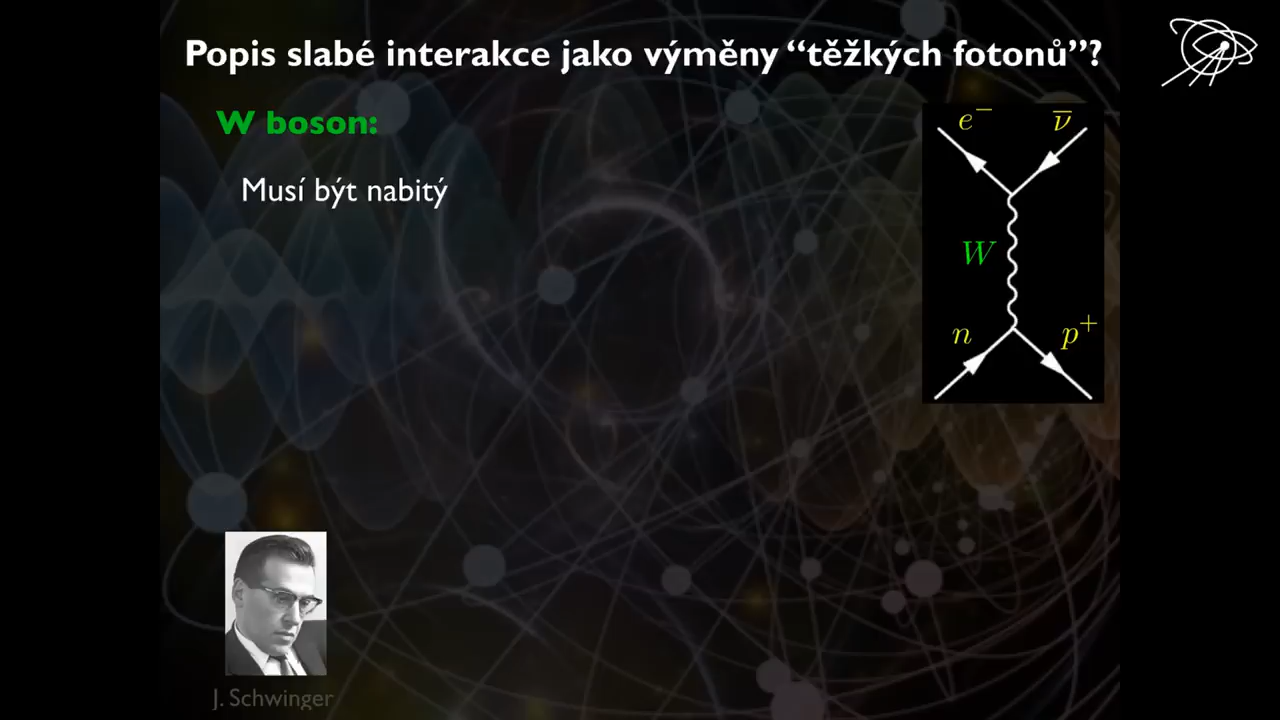 Popis slabé interakce jako výměny “těžkých fotonů”?
W boson:
Musí být nabitý
e⁻ ν̅
W
n p⁺
J. Schwinger